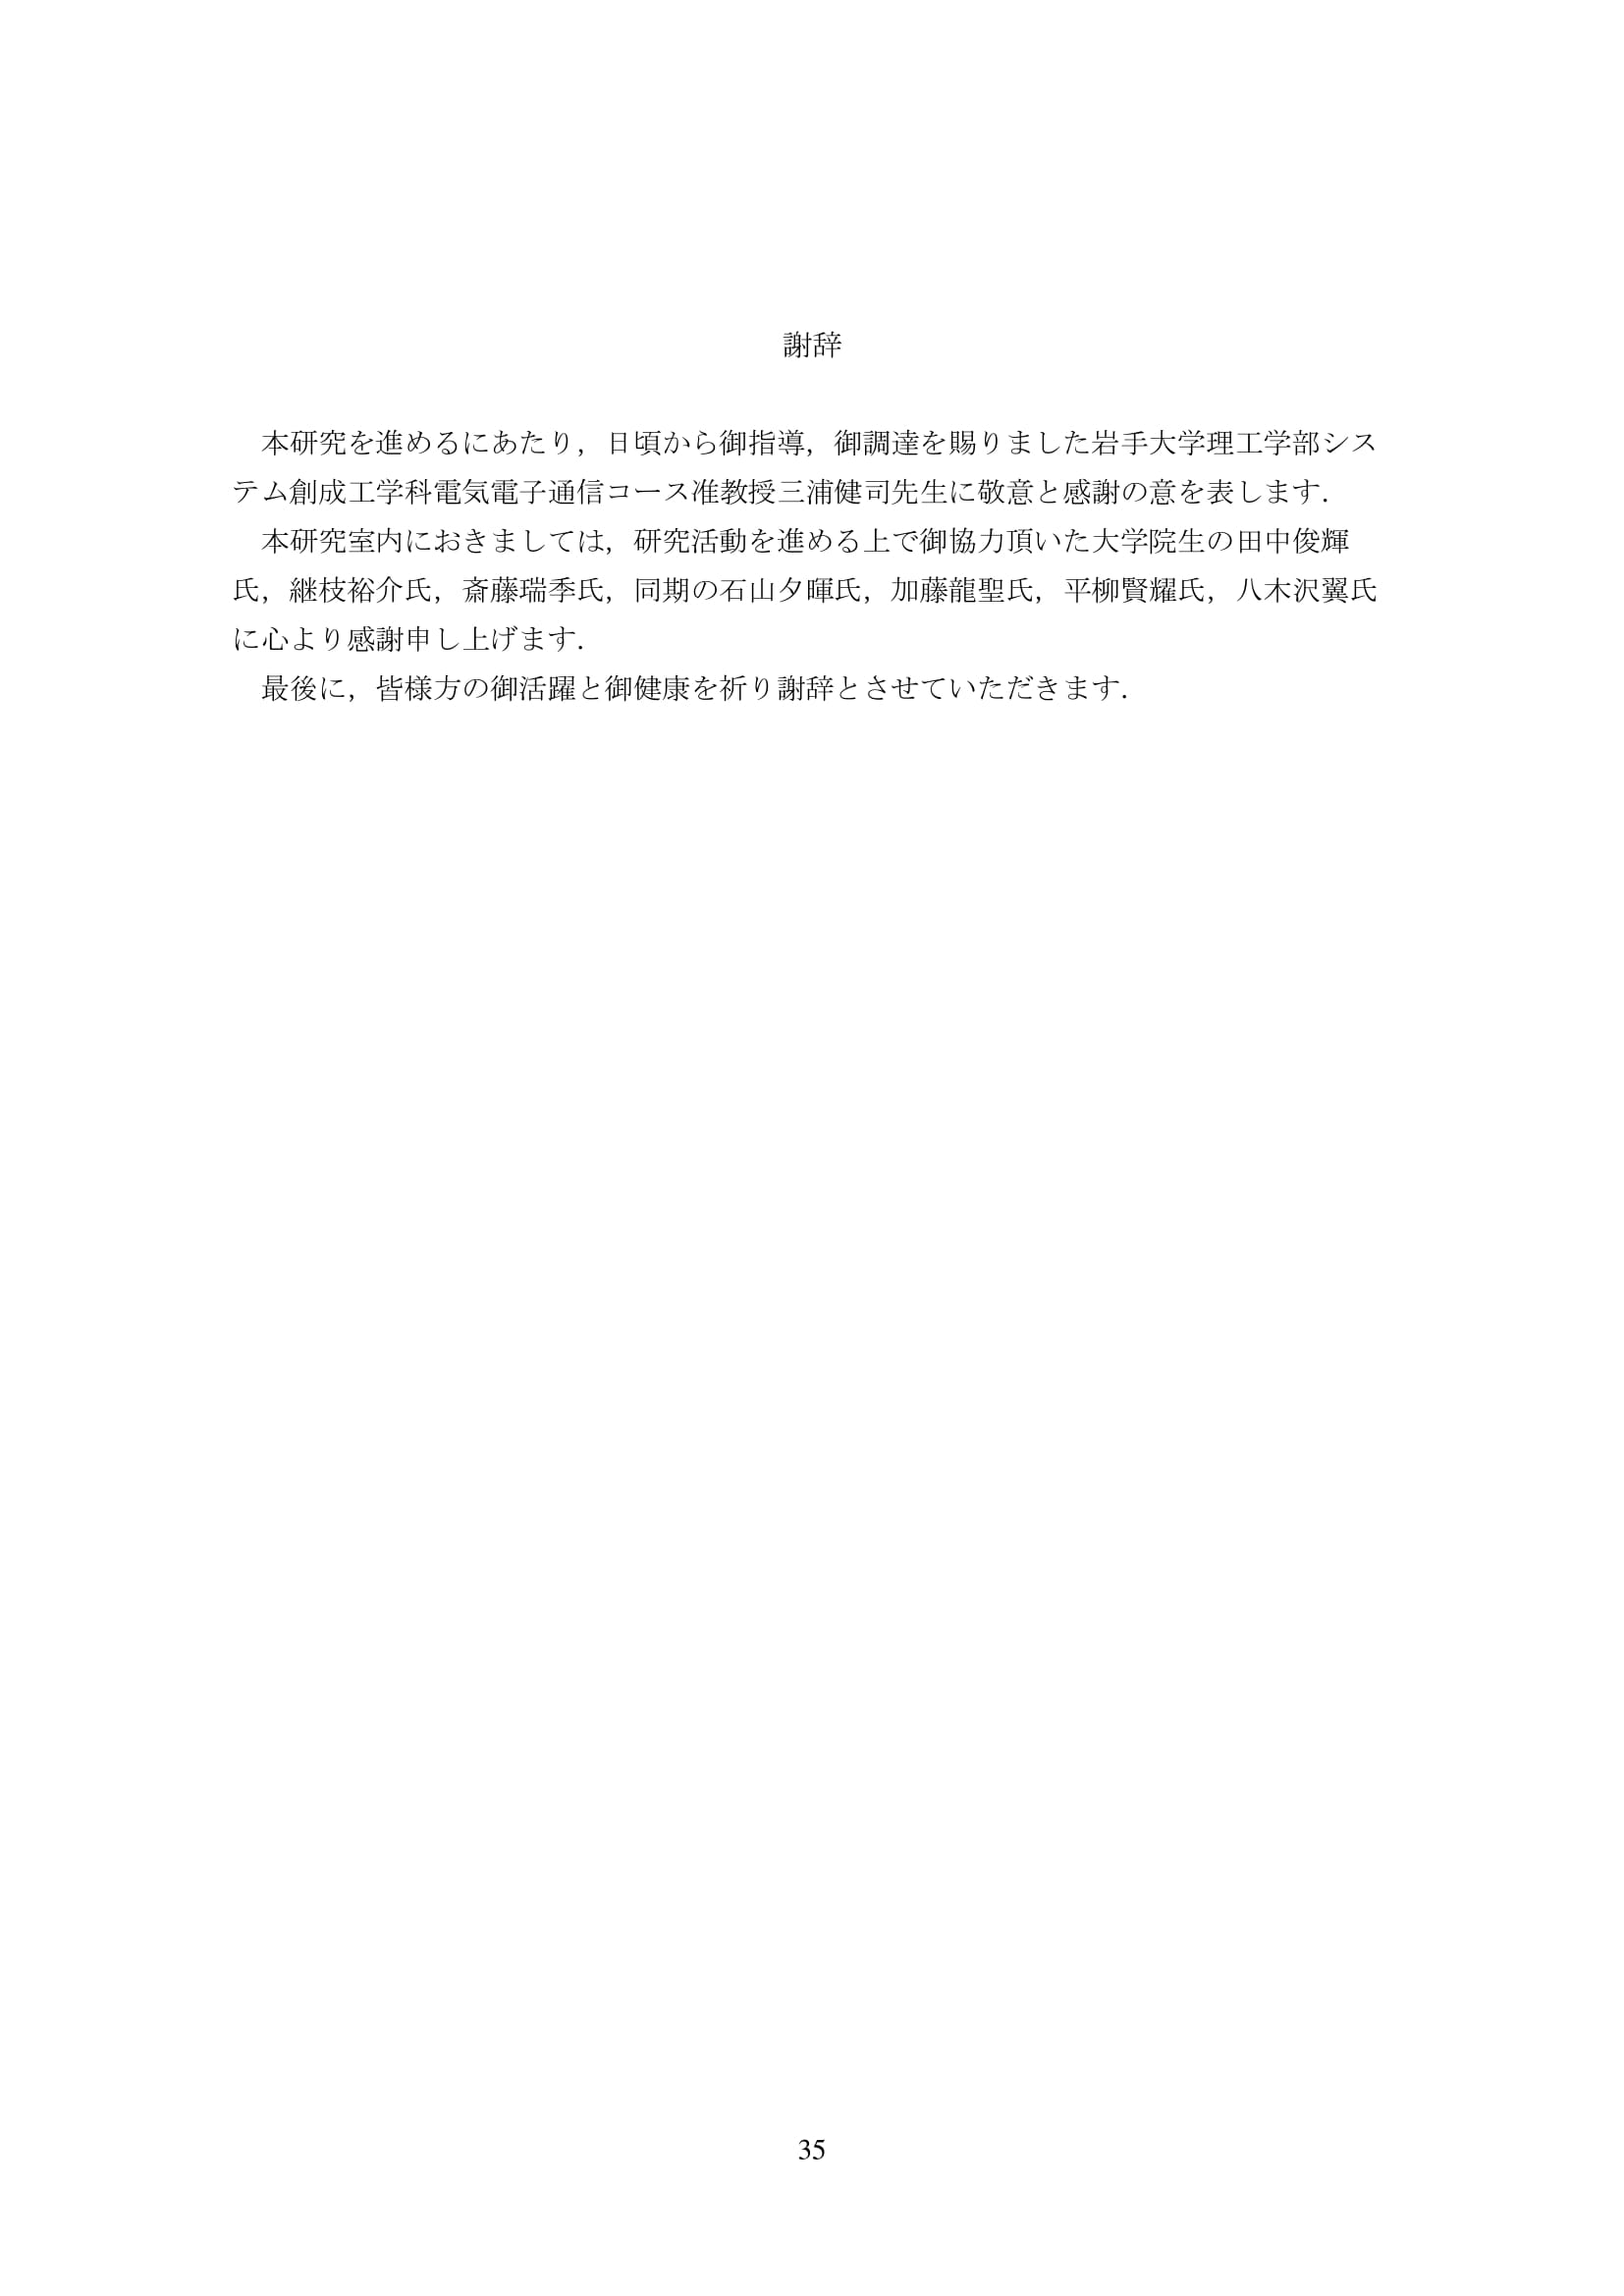 謝辞
本研究を進めるにあたり，日頃から御指導，御調達を賜りました岩手大学理工学部シス
テム創成工学科電気電子通信コース准教授三浦健司先生に敬意と感謝の意を表します．
本研究室内におきましては，研究活動を進める上で御協力頂いた大学院生の田中俊輝
氏，継枝裕介氏，斎藤瑞季氏，同期の石山夕暉氏，加藤龍聖氏，平柳賢耀氏，八木沢翼氏
に心より感謝申し上げます．
最後に，皆様方の御活躍と御健康を祈り謝辞とさせていただきます．
35